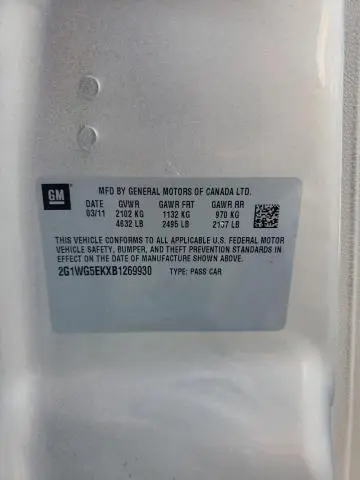 GM
MFD BY GENERAL MOTORS OF CANADA LTD.
DATE GVWR GAWR FRT GAWR RR
03/11 2102 KG 1132 KG 970 KG
4632 LB 2495 LB 2137 LB
THIS VEHICLE CONFORMS TO ALL APPLICABLE U.S. FEDERAL MOTOR
VEHICLE SAFETY, BUMPER, AND THEFT PREVENTION STANDARDS IN
EFFECT ON THE DATE OF MANUFACTURE SHOWN ABOVE.
2G1WG5EKXB1269930 TYPE: PASS CAR